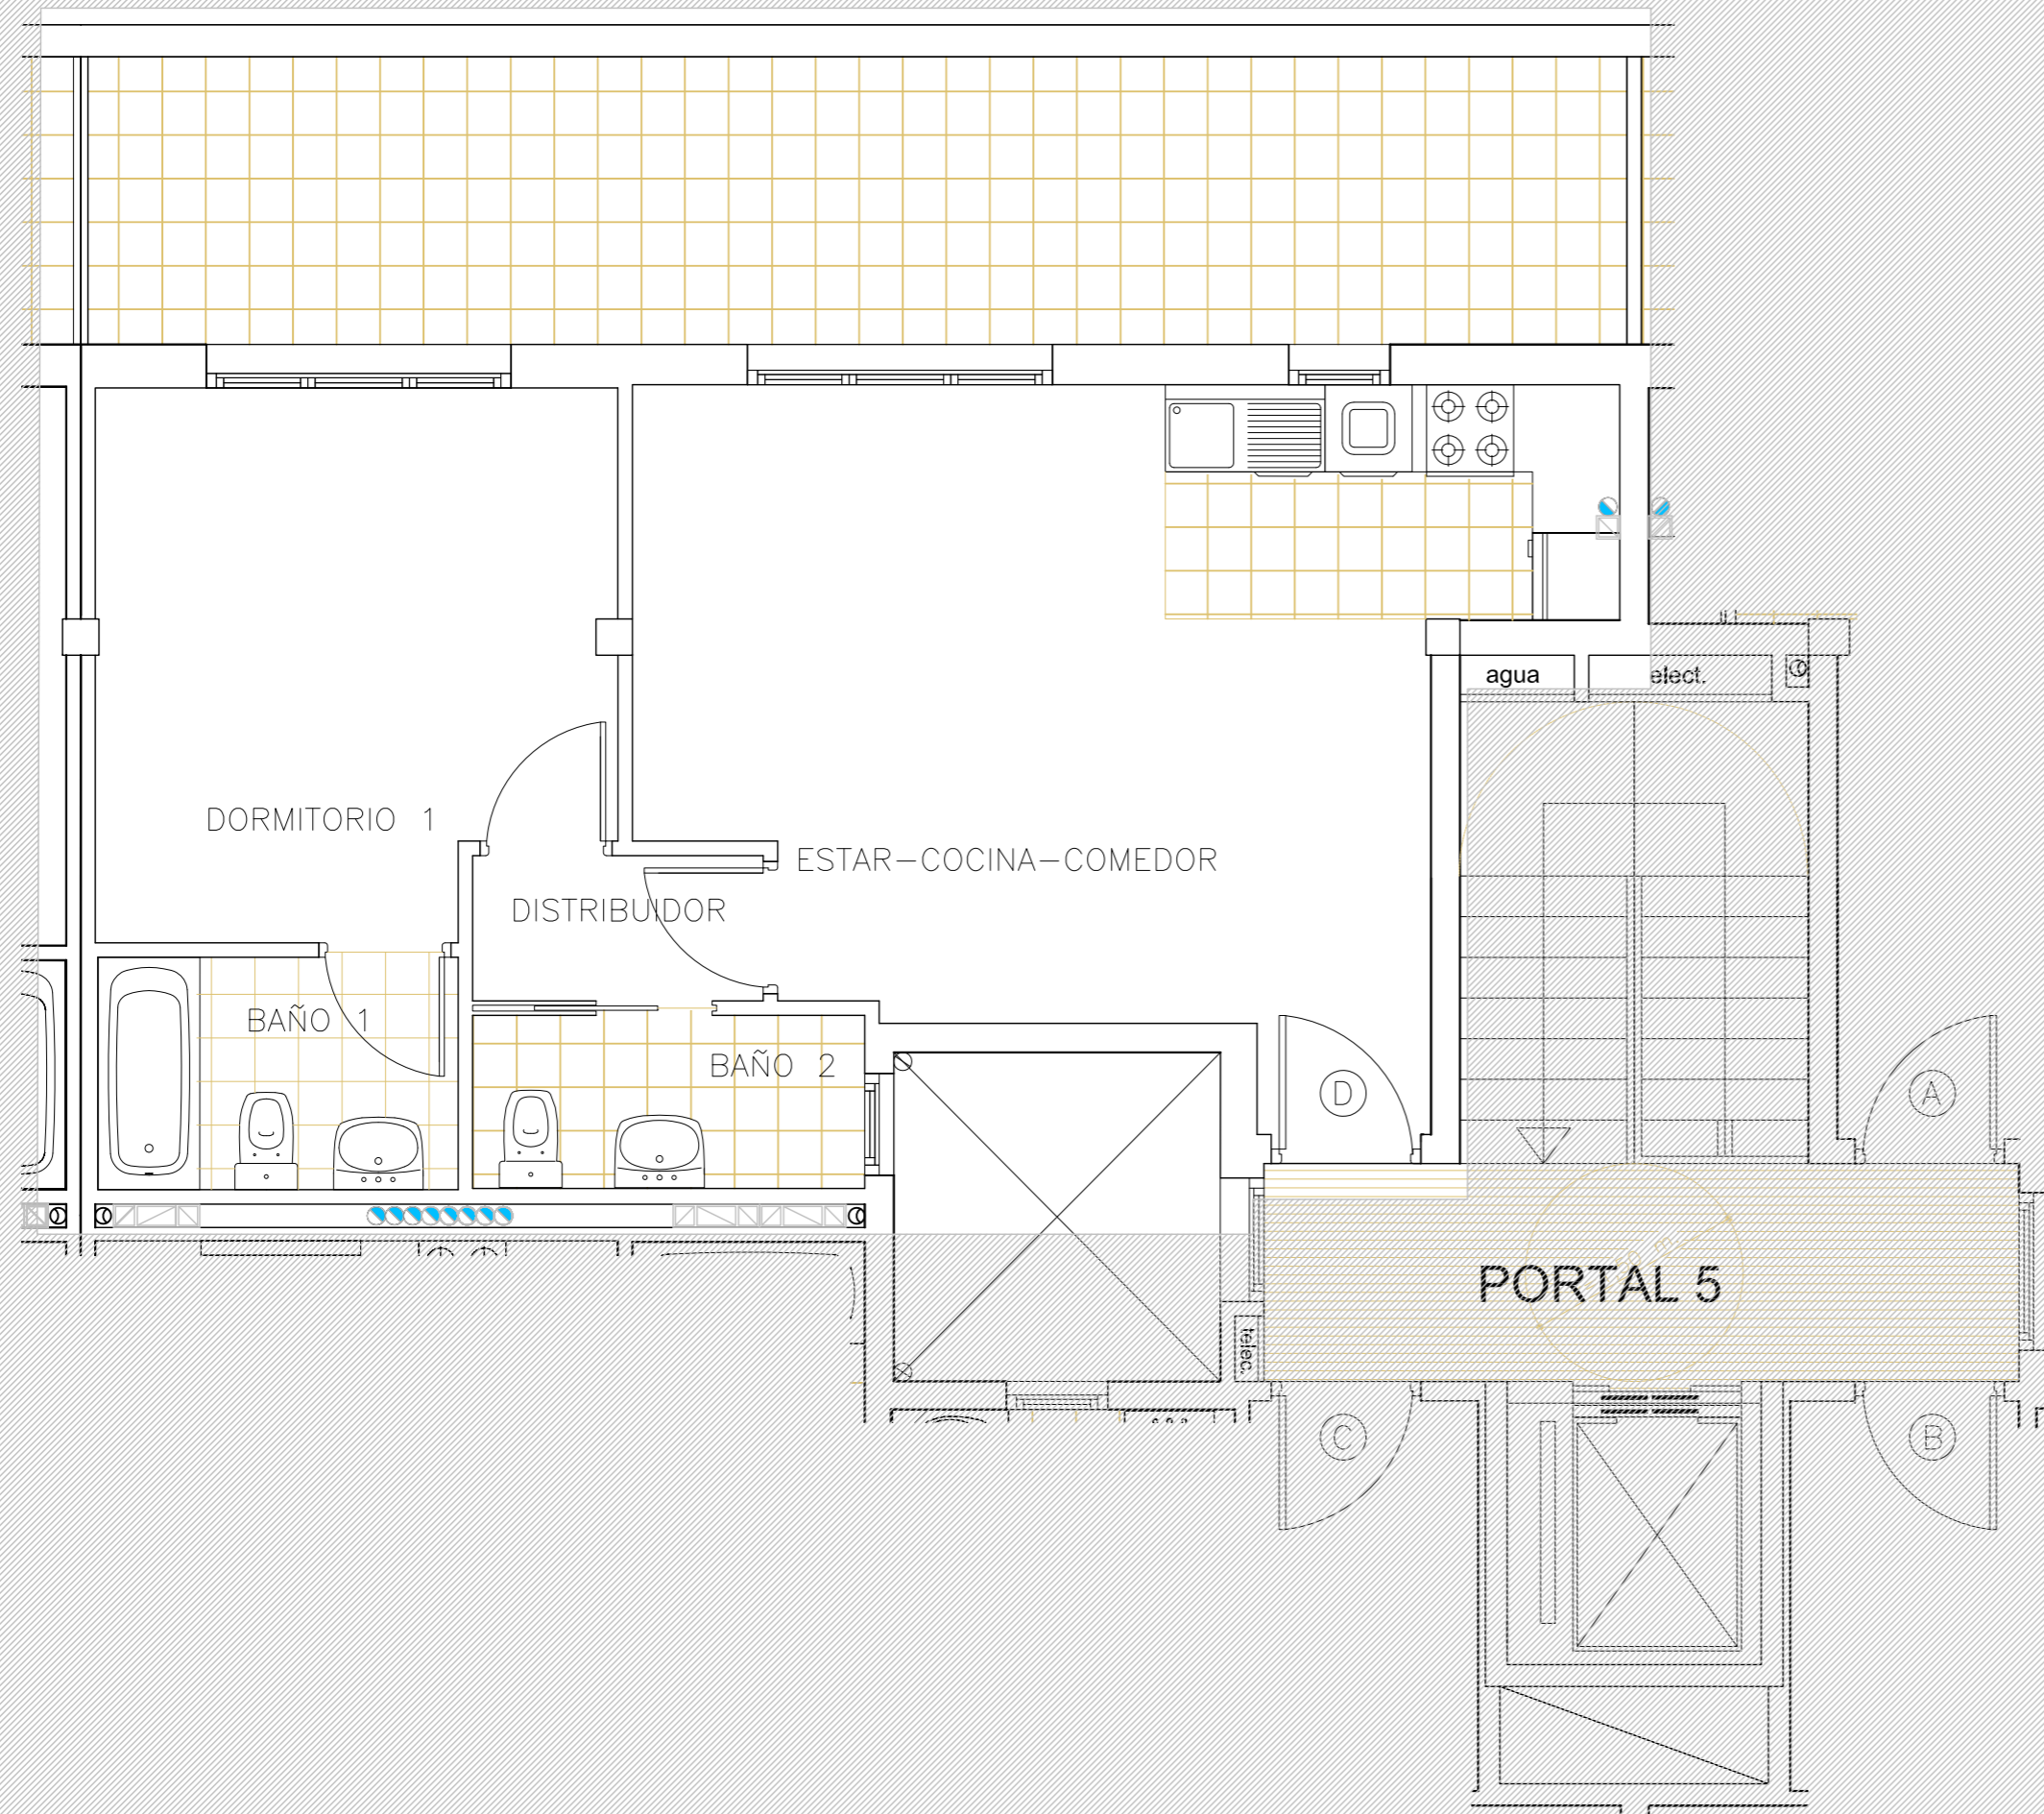 agua
elect.
DORMITORIO 1
ESTAR-COCINA-COMEDOR
DISTRIBUIDOR
BAÑO 1
BAÑO 2
D
A
PORTAL 5
telec.
C
B